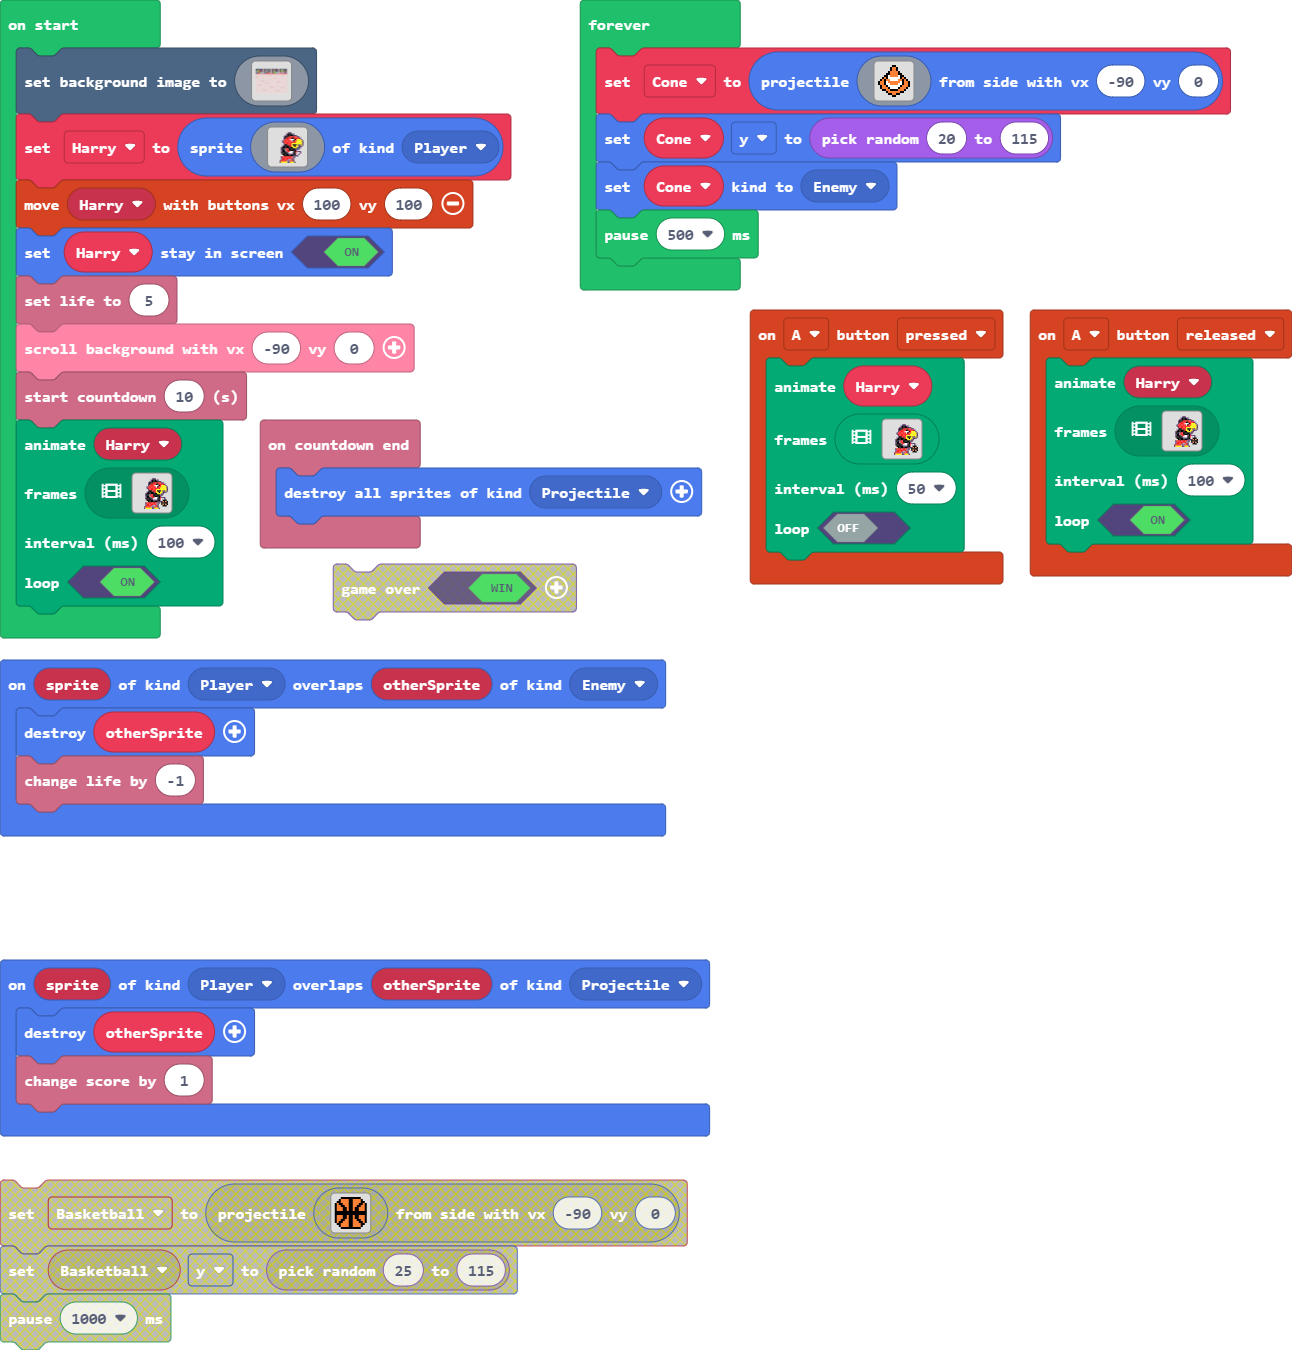 on start
set background image to
set Harry to sprite of kind Player
move Harry with buttons vx 100 vy 100
set Harry stay in screen ON
set life to 5
scroll background with vx -90 vy 0
start countdown 10 (s)
animate Harry
frames
interval (ms) 100
loop ON
on countdown end
destroy all sprites of kind Projectile
game over WIN
forever
set Cone to projectile from side with vx -90 vy 0
set Cone y to pick random 20 to 115
set Cone kind to Enemy
pause 500 ms
on A button pressed
animate Harry
frames
interval (ms) 50
loop OFF
on A button released
animate Harry
frames
interval (ms) 100
loop ON
on sprite of kind Player overlaps otherSprite of kind Enemy
destroy otherSprite
change life by -1
on sprite of kind Player overlaps otherSprite of kind Projectile
destroy otherSprite
change score by 1
set Basketball to projectile from side with vx -90 vy 0
set Basketball y to pick random 25 to 115
pause 1000 ms